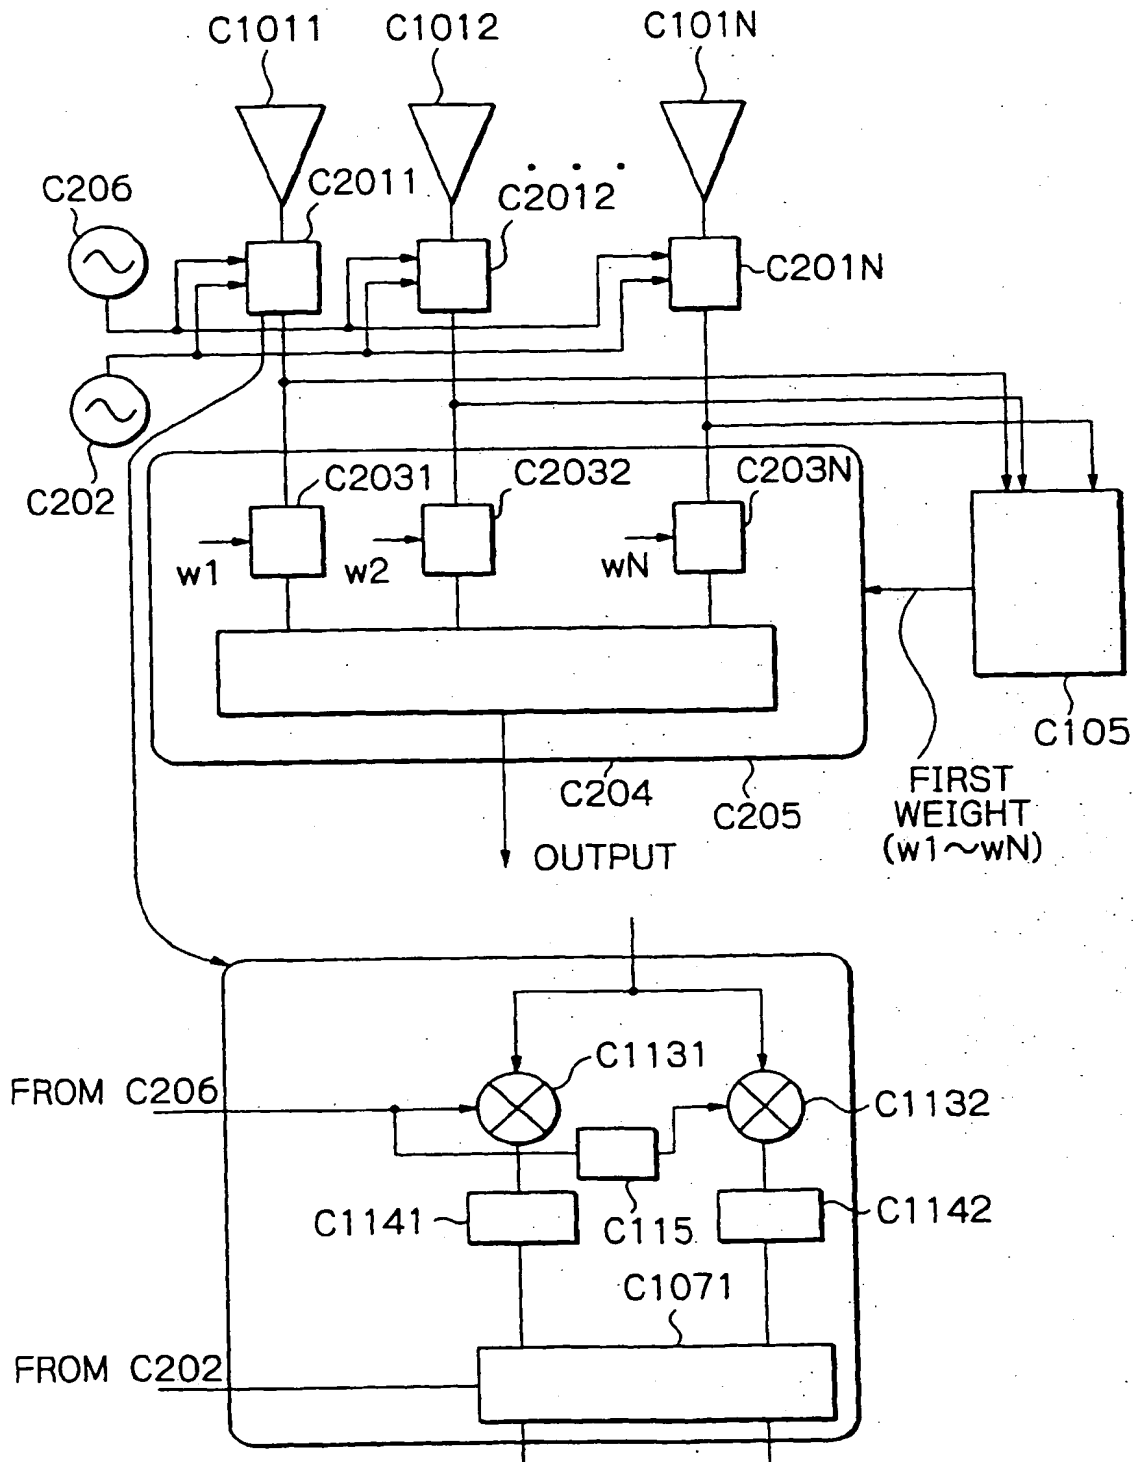 C1011 C1012 C101N
C206 C2011 C2012 C201N
C202 C2031 C2032 C203N
w1 w2 wN
C105
C204 C205
FIRST
WEIGHT
(w1~wN)
OUTPUT
C1131
FROM C206 C1132
C1141 C115 C1142
C1071
FROM C202